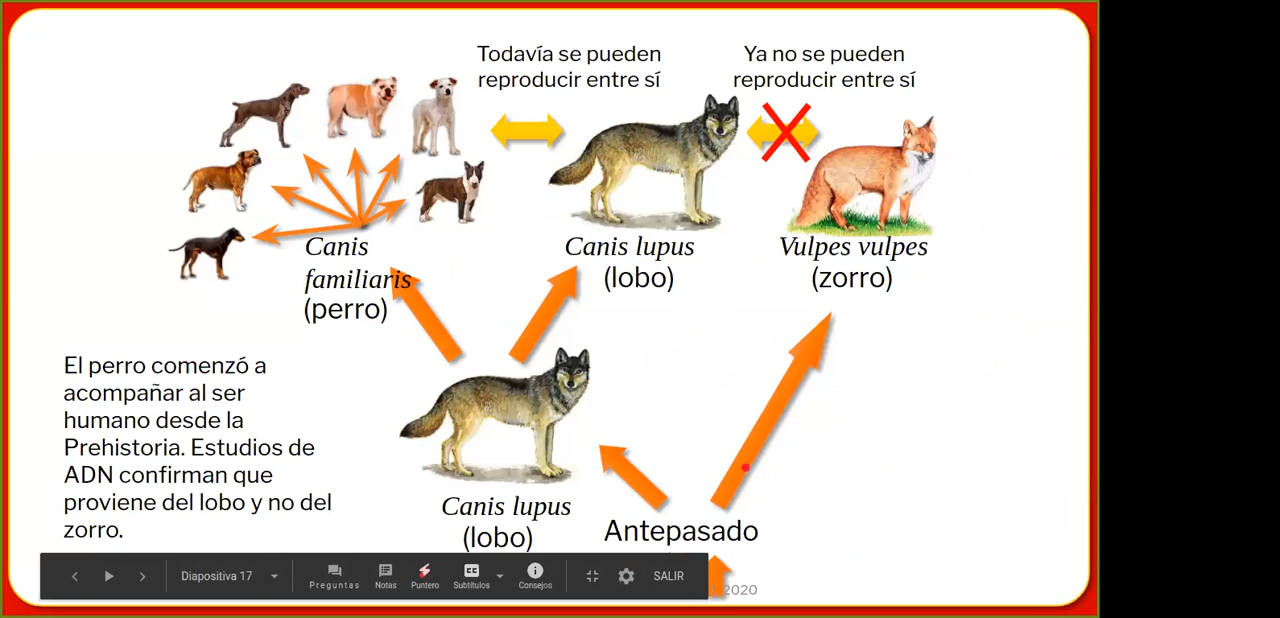 Todavía se pueden
reproducir entre sí
Ya no se pueden
reproducir entre sí
Canis
familiaris
(perro)
Canis lupus
(lobo)
Vulpes vulpes
(zorro)
El perro comenzó a
acompañar al ser
humano desde la
Prehistoria. Estudios de
ADN confirman que
proviene del lobo y no del
zorro.
Canis lupus
(lobo)
Antepasado
2020
Diapositiva 17
Preguntas
Notas
Puntero
Subtítulos
Consejos
SALIR